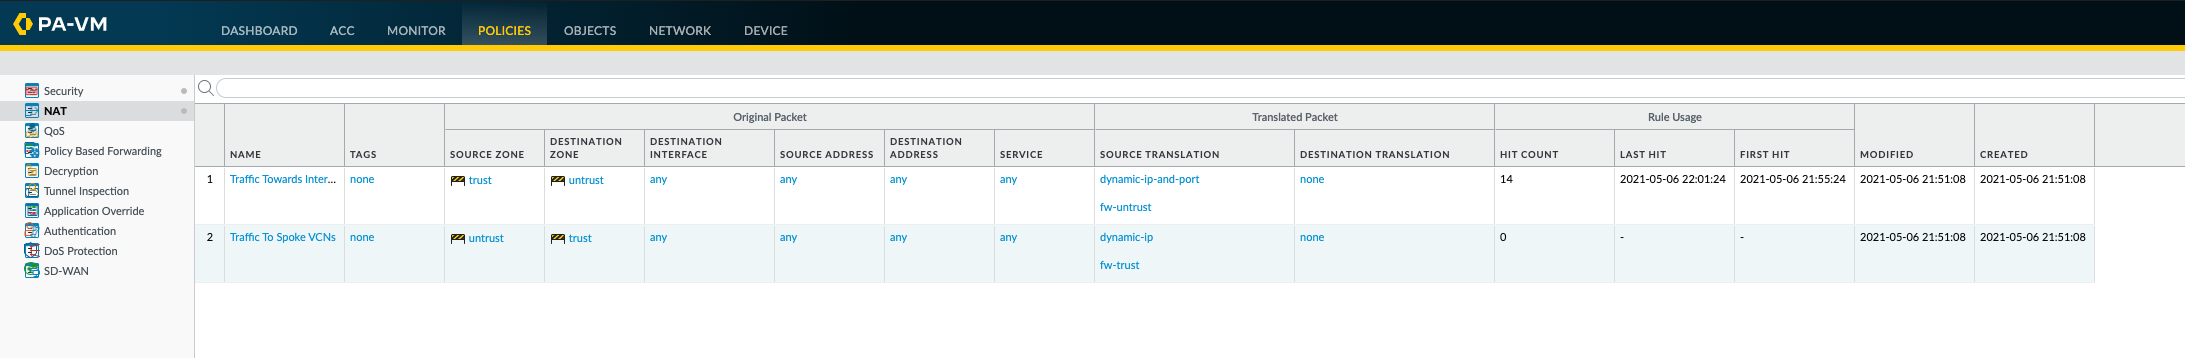 PA-VM
DASHBOARD ACC MONITOR POLICIES OBJECTS NETWORK DEVICE
Security
NAT
QoS
Policy Based Forwarding
Decryption
Tunnel Inspection
Application Override
Authentication
DoS Protection
SD-WAN
Original Packet Translated Packet Rule Usage
NAME TAGS SOURCE ZONE DESTINATION ZONE DESTINATION INTERFACE SOURCE ADDRESS DESTINATION ADDRESS SERVICE SOURCE TRANSLATION DESTINATION TRANSLATION HIT COUNT LAST HIT FIRST HIT MODIFIED CREATED
1 Traffic Towards Inter... none trust untrust any any any any dynamic-ip-and-port none 14 2021-05-06 22:01:24 2021-05-06 21:55:24 2021-05-06 21:51:08 2021-05-06 21:51:08
fw-untrust
2 Traffic To Spoke VCNs none untrust trust any any any any dynamic-ip none 0 - - 2021-05-06 21:51:08 2021-05-06 21:51:08
fw-trust